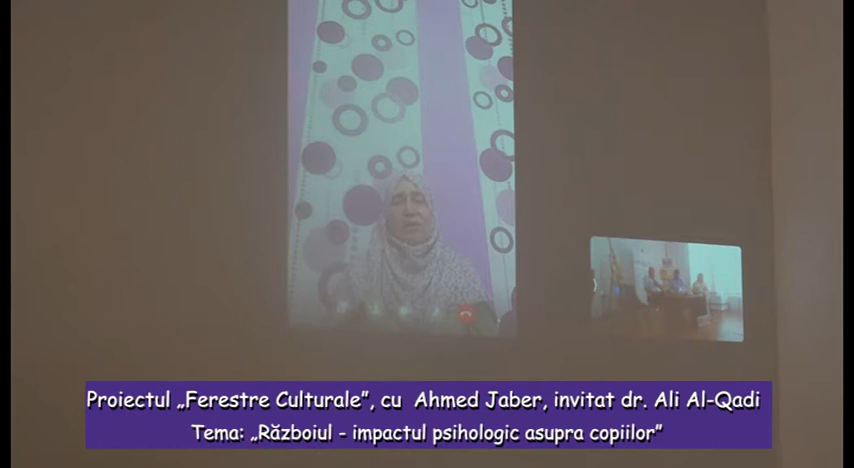 Proiectul „Ferestre Culturale”, cu Ahmed Jaber, invitat dr. Ali Al-Qadi
Tema: „Războiul - impactul psihologic asupra copiilor”